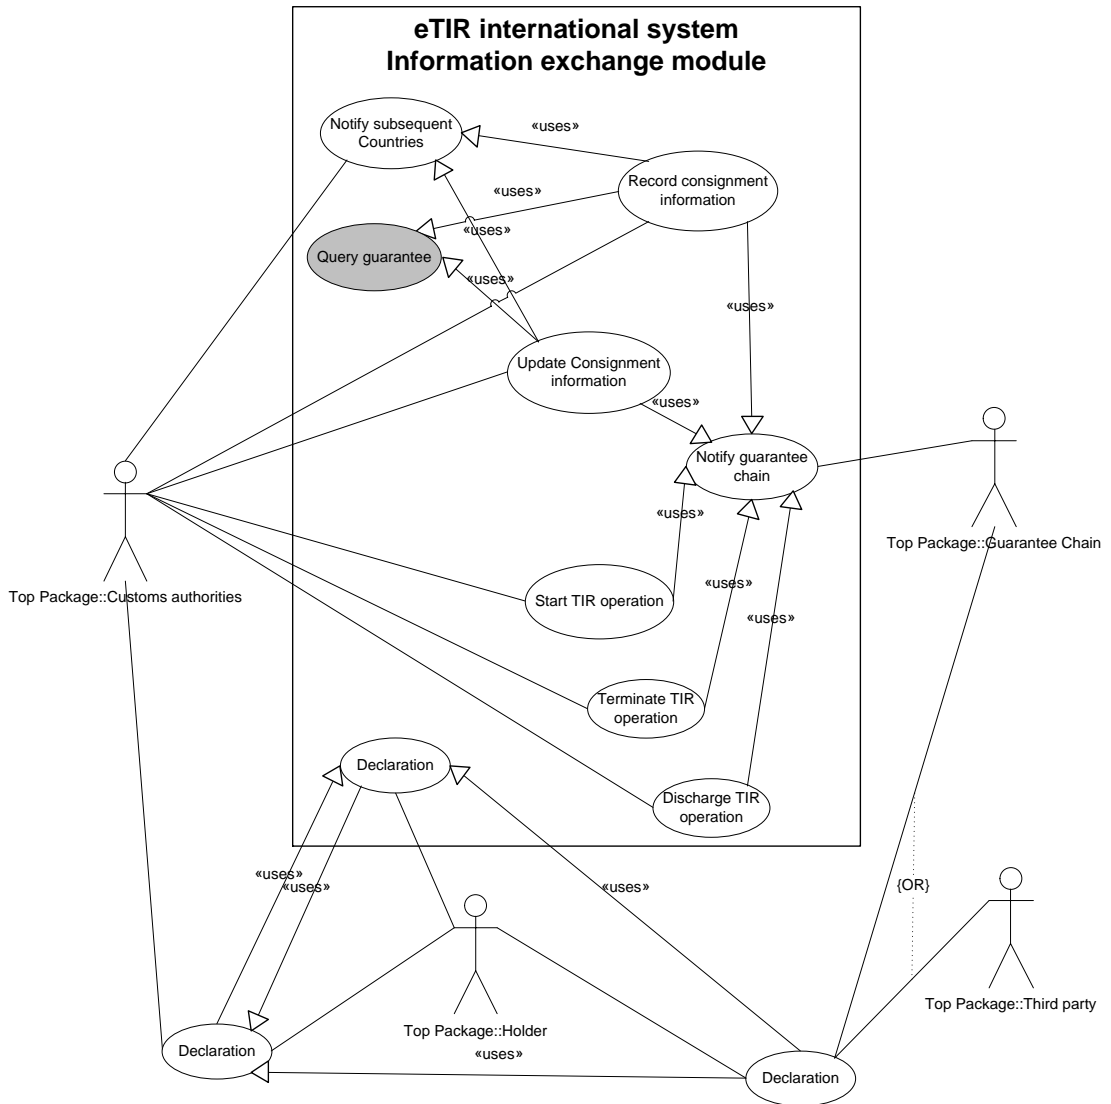 eTIR international system
Information exchange module
Notify subsequent
Countries
«uses»
Record consignment
information
«uses»
«uses»
Query guarantee
«uses»
«uses»
Update Consignment
information
«uses»
Notify guarantee
chain
«uses»
Top Package::Guarantee Chain
«uses»
Start TIR operation
Top Package::Customs authorities
«uses»
Terminate TIR
operation
Declaration
Discharge TIR
operation
«uses»
«uses»
«uses»
{OR}
Top Package::Holder
Top Package::Third party
Declaration
«uses»
Declaration